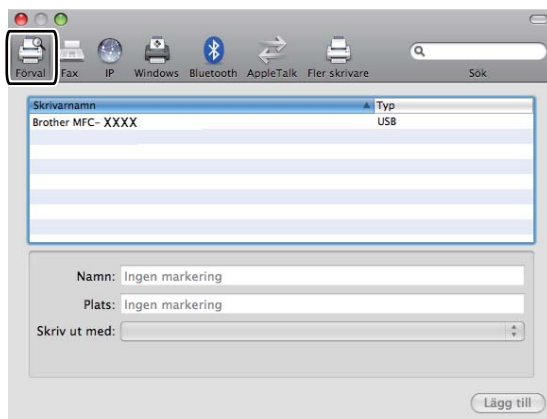 Förval Fax IP Windows Bluetooth AppleTalk Fler skrivare Sök
Skrivarnamn Typ
Brother MFC- XXXX USB
Namn: Ingen markering
Plats: Ingen markering
Skriv ut med:
Lägg till